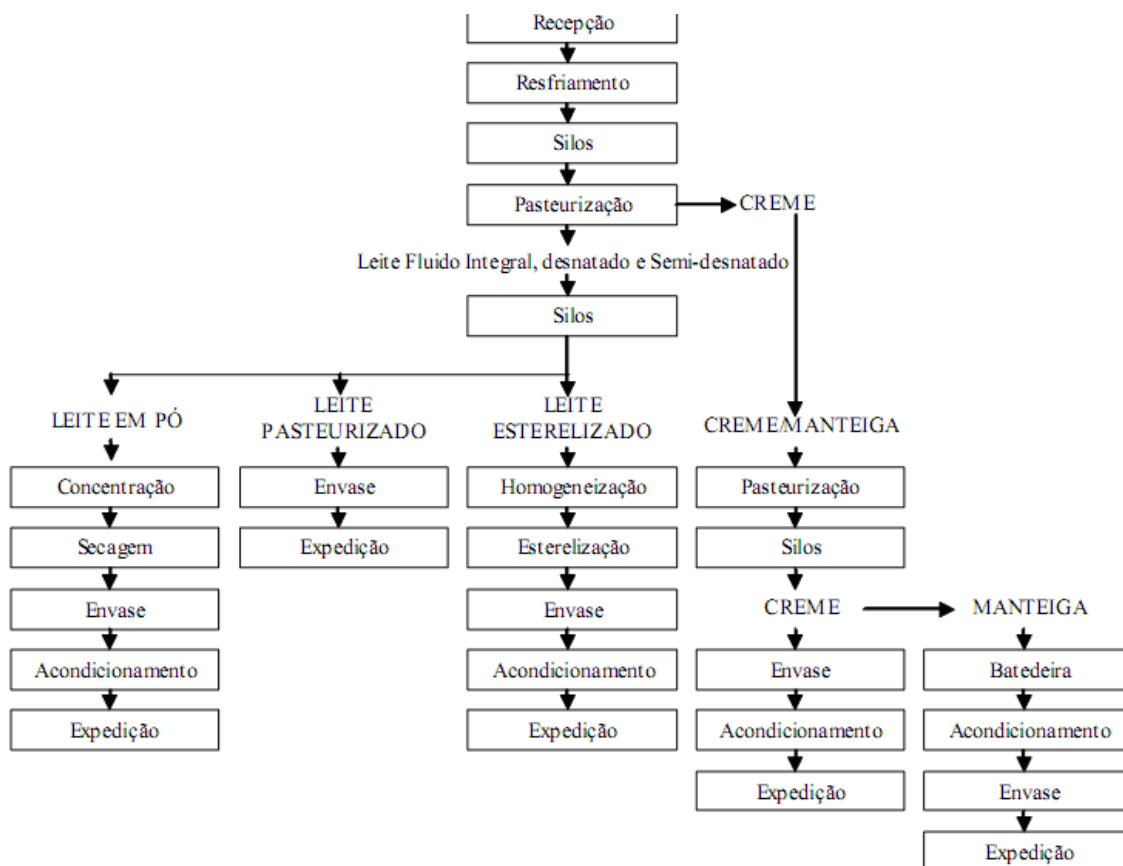 Recepção
Resfriamento
Silos
Pasteurização
CREME
Leite Fluido Integral, desnatado e Semi-desnatado
Silos
LEITE EM PÓ
Concentração
Secagem
Envase
Acondicionamento
Expedição
LEITE
PASTEURIZADO
Envase
Expedição
LEITE
ESTERELIZADO
Homogeneização
Esterelização
Envase
Acondicionamento
Expedição
CREME/MANTEIGA
Pasteurização
Silos
CREME
Envase
Acondicionamento
Expedição
MANTEIGA
Batedeira
Acondicionamento
Envase
Expedição